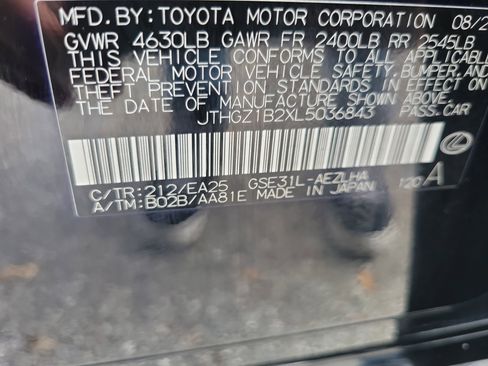 MFD. BY: TOYOTA MOTOR CORPORATION 08/2
GVWR 4630LB GAWR FR 2400LB RR 2545LB
THIS VEHICLE CONFORMS TO ALL APPLICABLE
FEDERAL MOTOR VEHICLE SAFETY, BUMPER, AND
THEFT PREVENTION STANDARDS IN EFFECT ON
THE DATE OF MANUFACTURE SHOWN ABOVE.
JTHGZ1B2XL5036843 PASS. CAR
C/TR: 212/EA25 GSE31L-AEZLHA
A/TM: B02B/AA81E MADE IN JAPAN 120 A